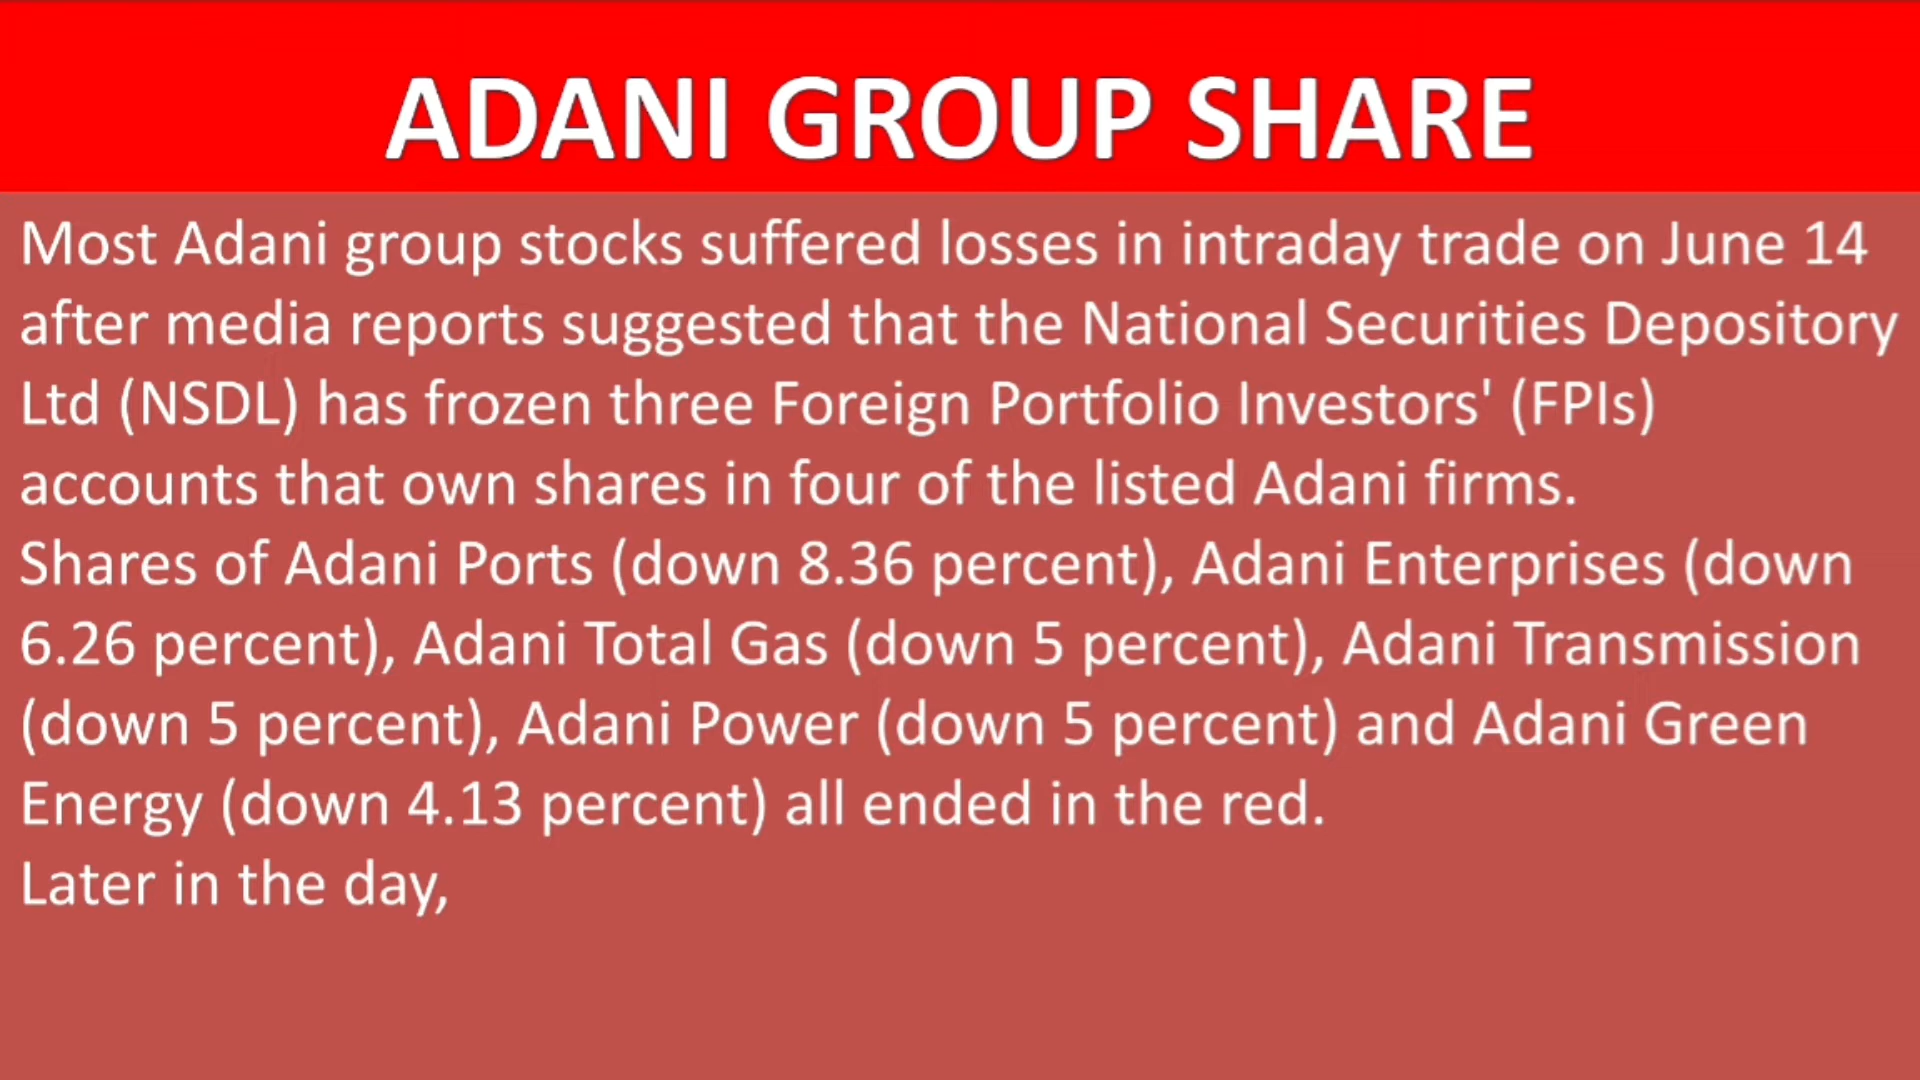 ADANI GROUP SHARE
Most Adani group stocks suffered losses in intraday trade on June 14
after media reports suggested that the National Securities Depository
Ltd (NSDL) has frozen three Foreign Portfolio Investors' (FPIs)
accounts that own shares in four of the listed Adani firms.
Shares of Adani Ports (down 8.36 percent), Adani Enterprises (down
6.26 percent), Adani Total Gas (down 5 percent), Adani Transmission
(down 5 percent), Adani Power (down 5 percent) and Adani Green
Energy (down 4.13 percent) all ended in the red.
Later in the day,